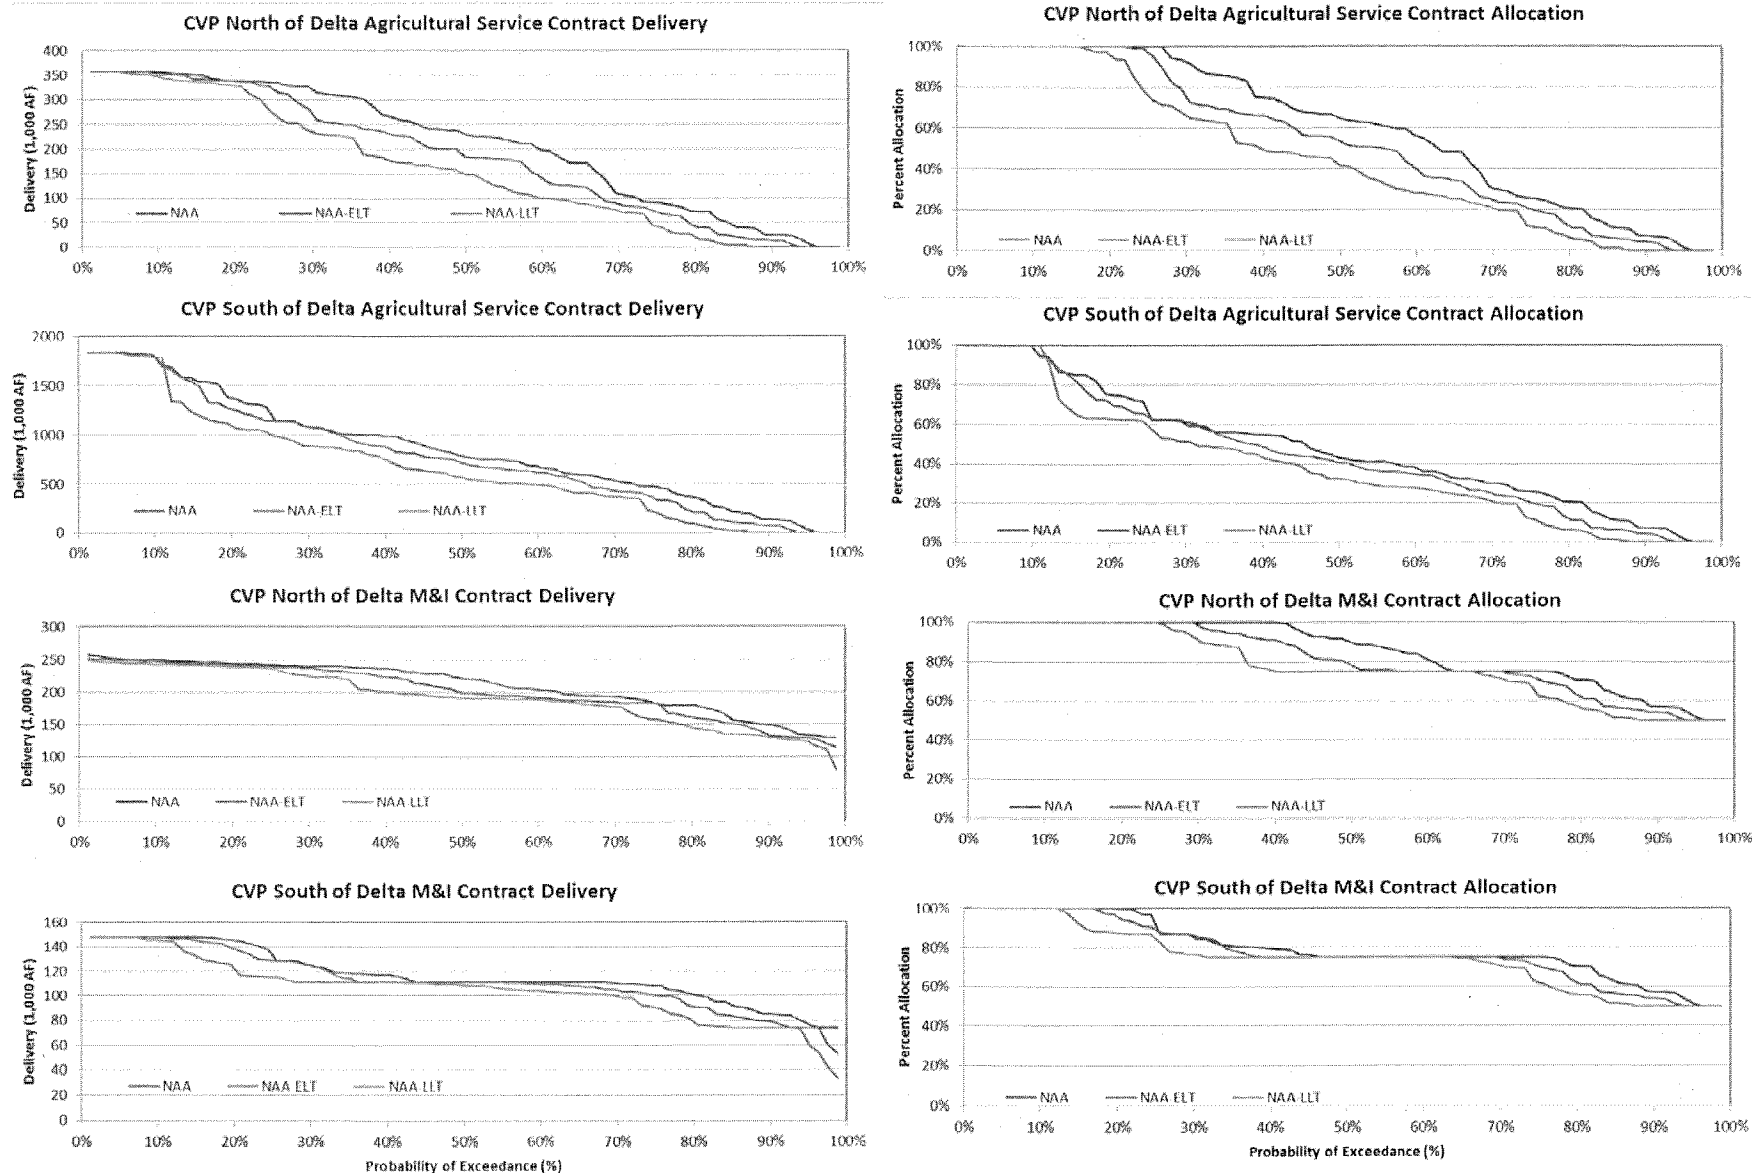 CVP North of Delta Agricultural Service Contract Delivery
Delivery (1,000 AF)
400
350
300
250
200
150
100
50
0
NAA NAA-ELT NAA-LLT
0% 10% 20% 30% 40% 50% 60% 70% 80% 90% 100%
CVP North of Delta Agricultural Service Contract Allocation
Percent Allocation
100%
80%
60%
40%
20%
0%
NAA NAA-ELT NAA-LLT
0% 10% 20% 30% 40% 50% 60% 70% 80% 90% 100%
CVP South of Delta Agricultural Service Contract Delivery
Delivery (1,000 AF)
2000
1500
1000
500
0
NAA NAA-ELT NAA-LLT
0% 10% 20% 30% 40% 50% 60% 70% 80% 90% 100%
CVP South of Delta Agricultural Service Contract Allocation
Percent Allocation
100%
80%
60%
40%
20%
0%
NAA NAA-ELT NAA-LLT
0% 10% 20% 30% 40% 50% 60% 70% 80% 90% 100%
CVP North of Delta M&I Contract Delivery
Delivery (1,000 AF)
300
250
200
150
100
50
0
NAA NAA-ELT NAA-LLT
0% 10% 20% 30% 40% 50% 60% 70% 80% 90% 100%
CVP North of Delta M&I Contract Allocation
Percent Allocation
100%
80%
60%
40%
20%
0%
NAA NAA-ELT NAA-LLT
0% 10% 20% 30% 40% 50% 60% 70% 80% 90% 100%
CVP South of Delta M&I Contract Delivery
Delivery (1,000 AF)
160
140
120
100
80
60
40
20
0
NAA NAA ELT NAA LLT
0% 10% 20% 30% 40% 50% 60% 70% 80% 90% 100%
Probability of Exceedance (%)
CVP South of Delta M&I Contract Allocation
Percent Allocation
100%
80%
60%
40%
20%
0%
NAA NAA ELT NAA-LLT
0% 10% 20% 30% 40% 50% 60% 70% 80% 90% 100%
Probability of Exceedance (%)